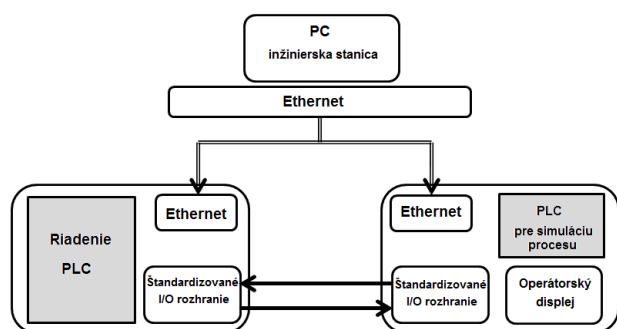 PC
inžinierska stanica
Ethernet
Riadenie
PLC
Ethernet
Štandardizované
I/O rozhranie
Ethernet
PLC
pre simuláciu
procesu
Štandardizované
I/O rozhranie
Operátorský
displej